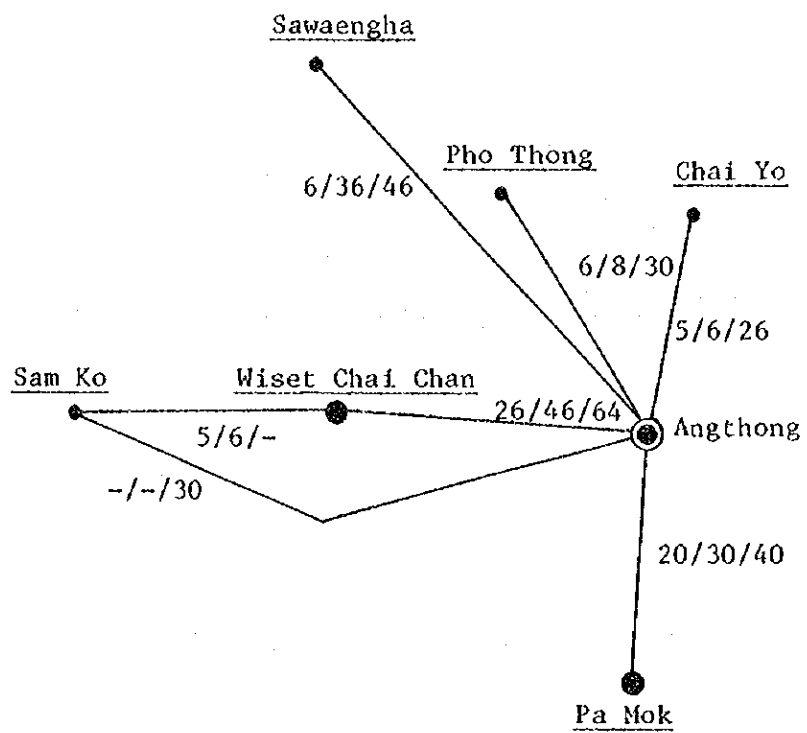 Sawaengha
Pho Thong
Chai Yo
6/36/46
6/8/30
5/6/26
Sam Ko
Wiset Chai Chan
26/46/64
Angthong
5/6/-
-/-/30
20/30/40
Pa Mok